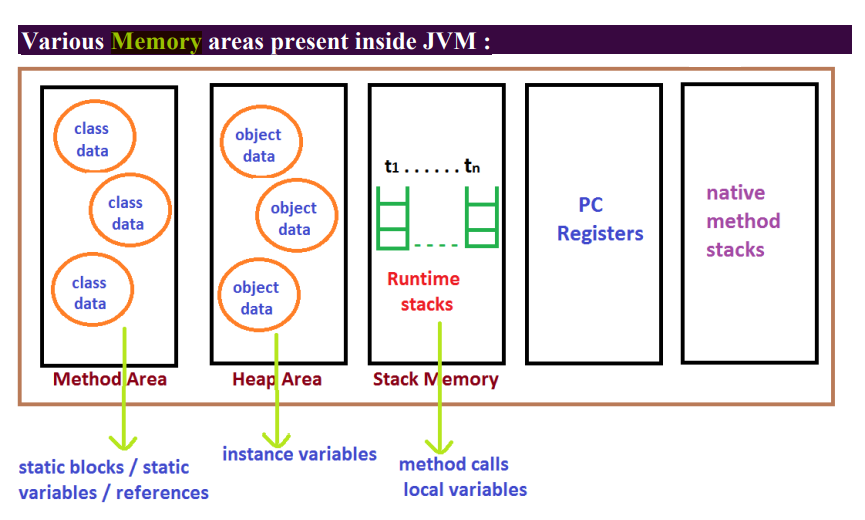 Various Memory areas present inside JVM :
class
data
class
data
class
data
Method Area
object
data
object
data
object
data
Heap Area
t1 . . . . . . tn
Runtime
stacks
Stack Memory
PC
Registers
native
method
stacks
static blocks / static
variables / references
instance variables
method calls
local variables